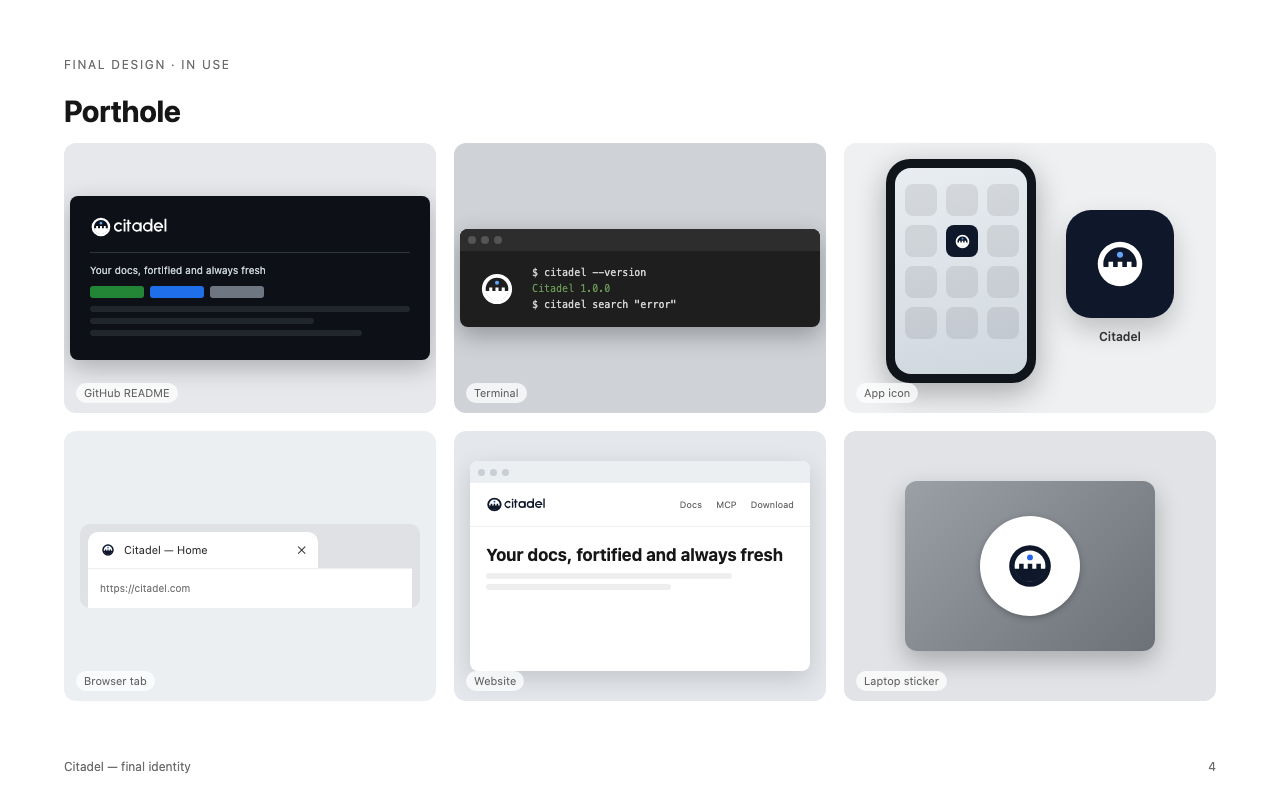 FINAL DESIGN · IN USE
Porthole
citadel
Your docs, fortified and always fresh
GitHub README
$ citadel --version
Citadel 1.0.0
$ citadel search "error"
Terminal
Citadel
App icon
Citadel — Home
https://citadel.com
Browser tab
citadel
Docs MCP Download
Your docs, fortified and always fresh
Website
Laptop sticker
Citadel — final identity
4